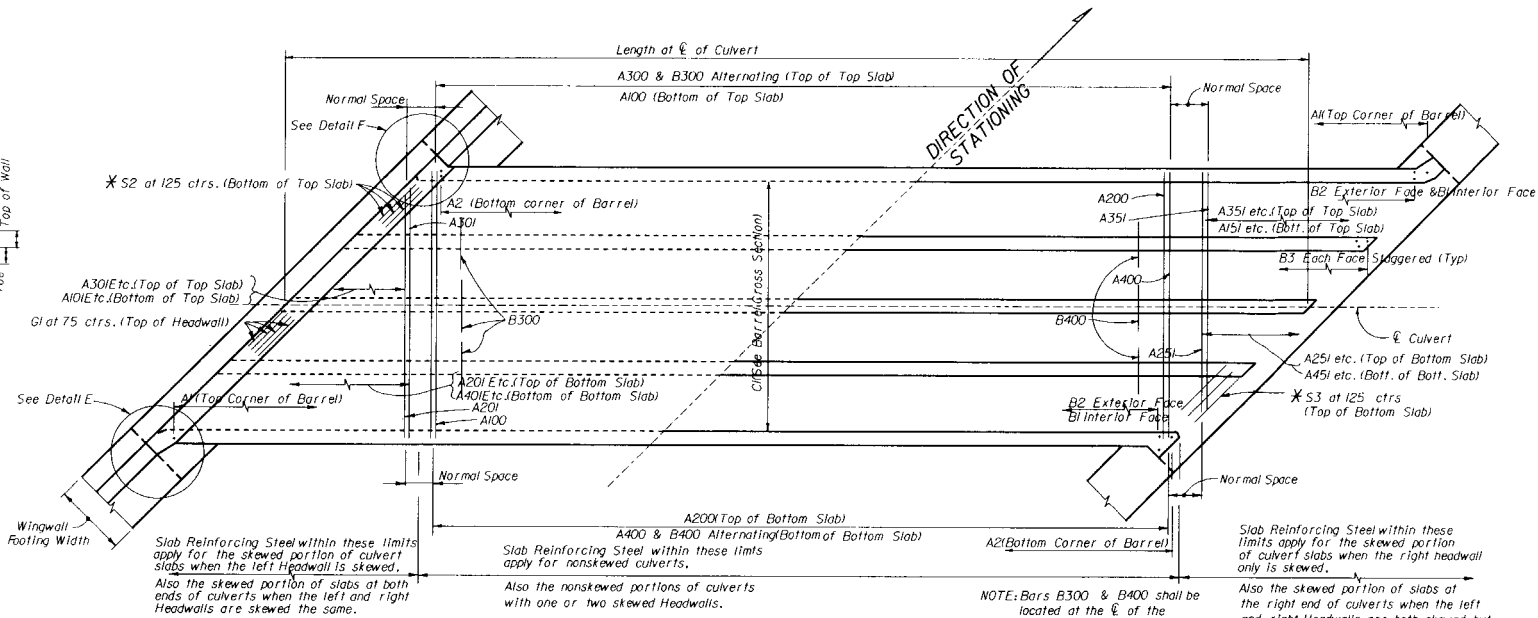 Length at ℄ of Culvert
A300 & B300 Alternating (Top of Top Slab)
A100 (Bottom of Top Slab)
Normal Space
Normal Space
See Detail F
DIRECTION OF
STATIONING
A1(Top Corner of Barrel)
Top of Wall
* S2 at 125 ctrs. (Bottom of Top Slab)
A2 (Bottom corner of Barrel)
A301
A200
A351
B2 Exterior Face & B1 Interior Face
A351 etc.(Top of Top Slab)
A151 etc. (Bott. of Top Slab)
B3 Each Face Staggered (Typ)
A301Etc.(Top of Top Slab)
A101Etc.(Bottom of Top Slab)
G1 at 75 ctrs. (Top of Headwall)
B300
C1(See Barrel Cross Section)
A400
B400
A251
℄ Culvert
A251 etc. (Top of Bottom Slab)
A451 etc. (Bott. of Bott. Slab)
* S3 at 125 ctrs
(Top of Bottom Slab)
A201 Etc.(Top of Bottom Slab)
A401Etc.(Bottom of Bottom Slab)
See Detail E
A1(Top Corner of Barrel)
A201
A100
B2 Exterior Face
B1 Interior Face
Normal Space
Normal Space
Wingwall
Footing Width
A200(Top of Bottom Slab)
A400 & B400 Alternating(Bottom of Bottom Slab)
A2(Bottom Corner of Barrel)
Slab Reinforcing Steel within these limits
apply for the skewed portion of culvert
slabs when the left Headwall is skewed.
Also the skewed portion of slabs at both
ends of culverts when the left and right
Headwalls are skewed the same.
Slab Reinforcing Steel within these limts
apply for nonskewed culverts,
Also the nonskewed portions of culverts
with one or two skewed Headwalls.
NOTE: Bars B300 & B400 shall be
located at the ℄ of the
Slab Reinforcing Steel within these
limits apply for the skewed portion
of culvert slabs when the right headwall
only is skewed,
Also the skewed portion of slabs at
the right end of culverts when the left
and right Headwalls are both skewed but